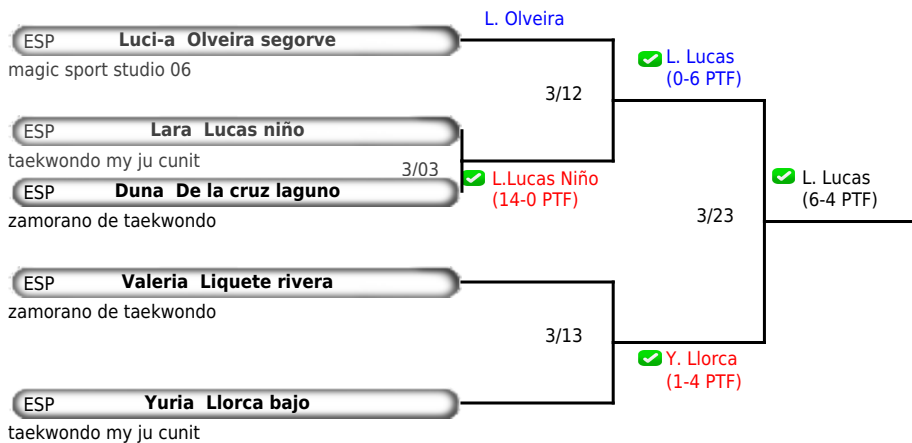 L. Olveira
ESP Luci-a Olveira segorve
magic sport studio 06
L. Lucas
(0-6 PTF)
3/12
ESP Lara Lucas niño
taekwondo my ju cunit
3/03
L.Lucas Niño
(14-0 PTF)
L. Lucas
(6-4 PTF)
ESP Duna De la cruz laguno
zamorano de taekwondo
3/23
ESP Valeria Liquete rivera
zamorano de taekwondo
3/13
Y. Llorca
(1-4 PTF)
ESP Yuria Llorca bajo
taekwondo my ju cunit